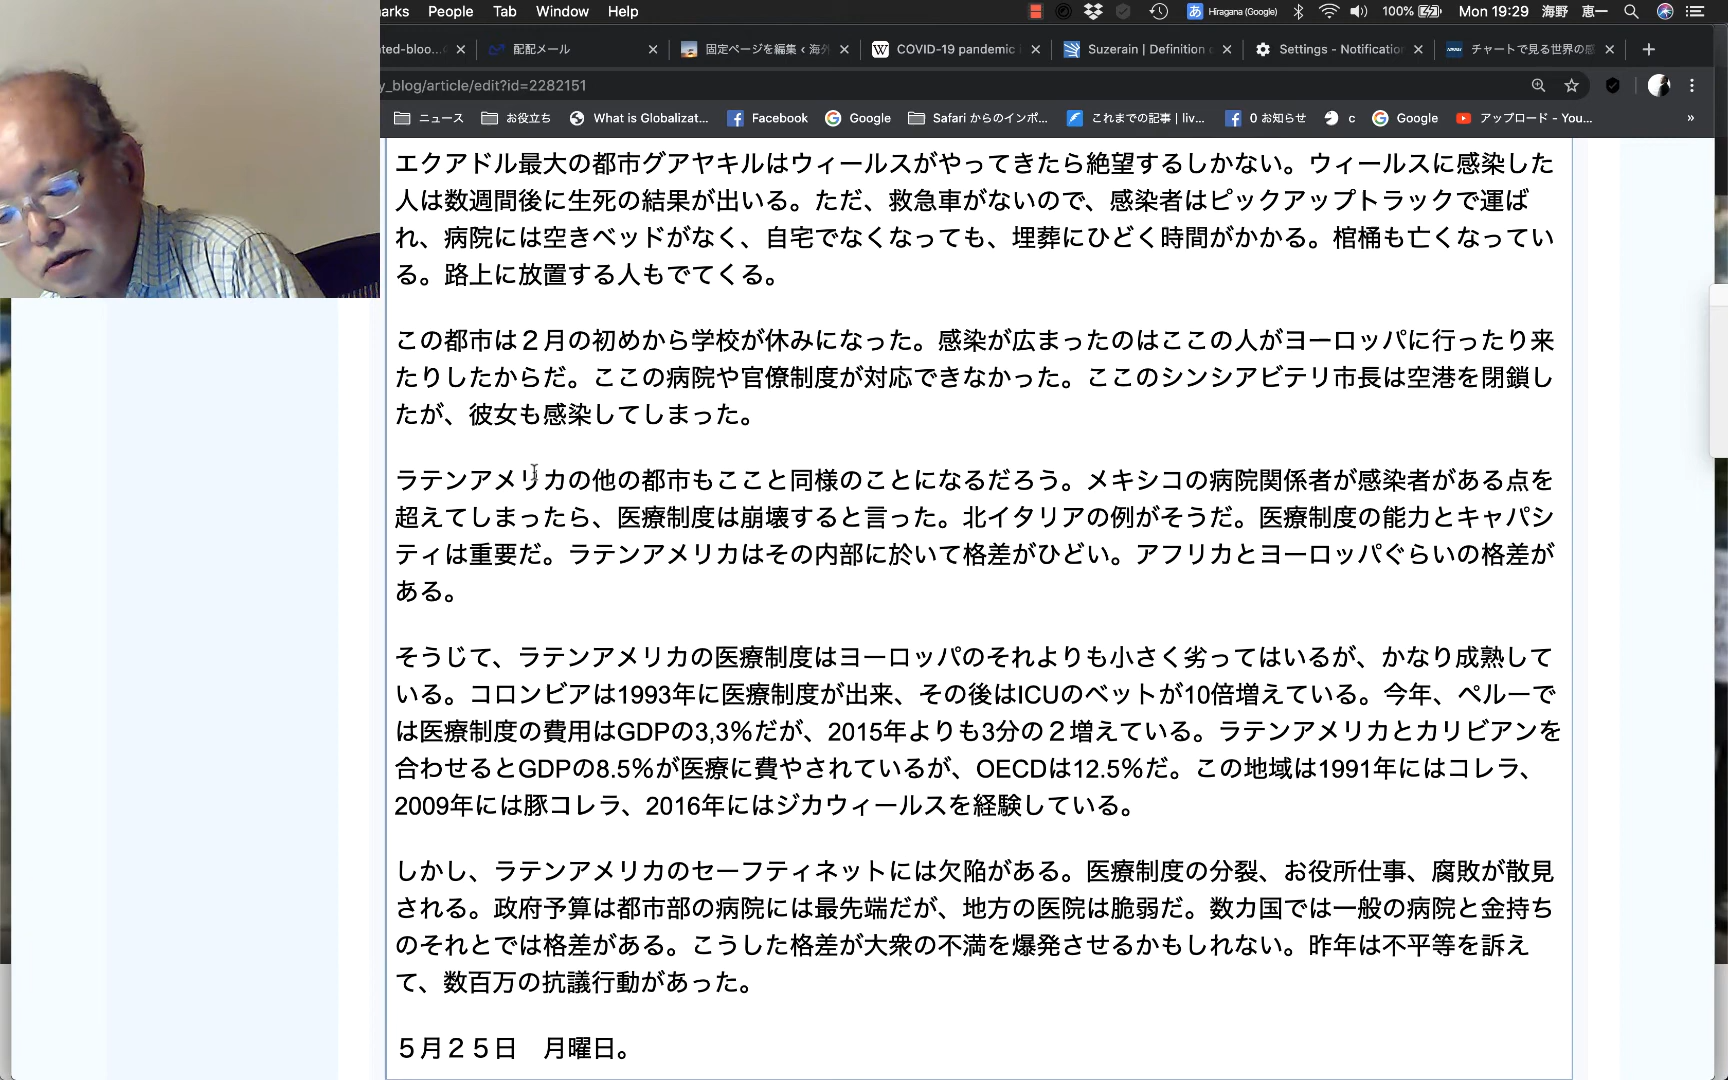 arks People Tab Window Help あ Hiragana (Google) 100% Mon 19:29 海野 恵一
ted-bloo... 配配メール 固定ページを編集 ‹ 海外 COVID-19 pandemic Suzerain | Definition Settings - Notification チャートで見る世界の感
y_blog/article/edit?id=2282151
ニュース お役立ち What is Globalizat... Facebook Google Safari からのインポ... これまでの記事 | liv... 0 お知らせ c Google アップロード - You... »
エクアドル最大の都市グアヤキルはウィールスがやってきたら絶望するしかない。ウィールスに感染した
人は数週間後に生死の結果が出いる。ただ、救急車がないので、感染者はピックアップトラックで運ば
れ、病院には空きベッドがなく、自宅でなくなっても、埋葬にひどく時間がかかる。棺桶も亡くなってい
る。路上に放置する人もでてくる。
この都市は２月の初めから学校が休みになった。感染が広まったのはここの人がヨーロッパに行ったり来
たりしたからだ。ここの病院や官僚制度が対応できなかった。ここのシンシアビテリ市長は空港を閉鎖し
たが、彼女も感染してしまった。
ラテンアメリカの他の都市もここと同様のことになるだろう。メキシコの病院関係者が感染者がある点を
超えてしまったら、医療制度は崩壊すると言った。北イタリアの例がそうだ。医療制度の能力とキャパシ
ティは重要だ。ラテンアメリカはその内部に於いて格差がひどい。アフリカとヨーロッパぐらいの格差が
ある。
そうじて、ラテンアメリカの医療制度はヨーロッパのそれよりも小さく劣ってはいるが、かなり成熟して
いる。コロンビアは1993年に医療制度が出来、その後はICUのベットが10倍増えている。今年、ペルーで
は医療制度の費用はGDPの3,3%だが、2015年よりも3分の２増えている。ラテンアメリカとカリビアンを
合わせるとGDPの8.5%が医療に費やされているが、OECDは12.5%だ。この地域は1991年にはコレラ、
2009年には豚コレラ、2016年にはジカウィールスを経験している。
しかし、ラテンアメリカのセーフティネットには欠陥がある。医療制度の分裂、お役所仕事、腐敗が散見
される。政府予算は都市部の病院には最先端だが、地方の医院は脆弱だ。数カ国では一般の病院と金持ち
のそれとでは格差がある。こうした格差が大衆の不満を爆発させるかもしれない。昨年は不平等を訴え
て、数百万の抗議行動があった。
５月２５日　月曜日。